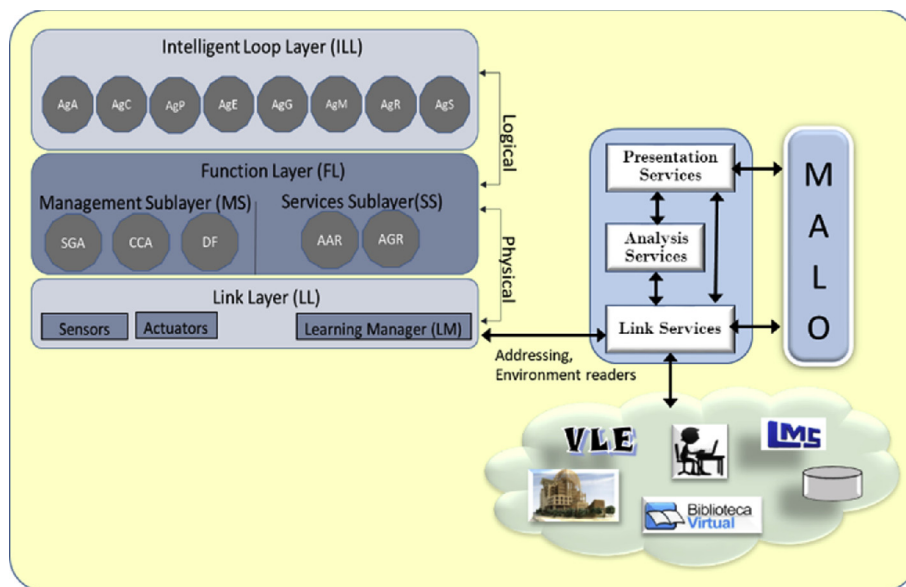 Intelligent Loop Layer (ILL)
AgA AgC AgP AgE AgG AgM AgR AgS
Logical
Function Layer (FL)
Management Sublayer (MS) Services Sublayer(SS)
SGA CCA DF AAR AGR
Physical
Link Layer (LL)
Sensors Actuators Learning Manager (LM)
Addressing,
Environment readers
Presentation
Services
Analysis
Services
Link Services
M
A
L
O
VLE
LMS
Biblioteca
Virtual